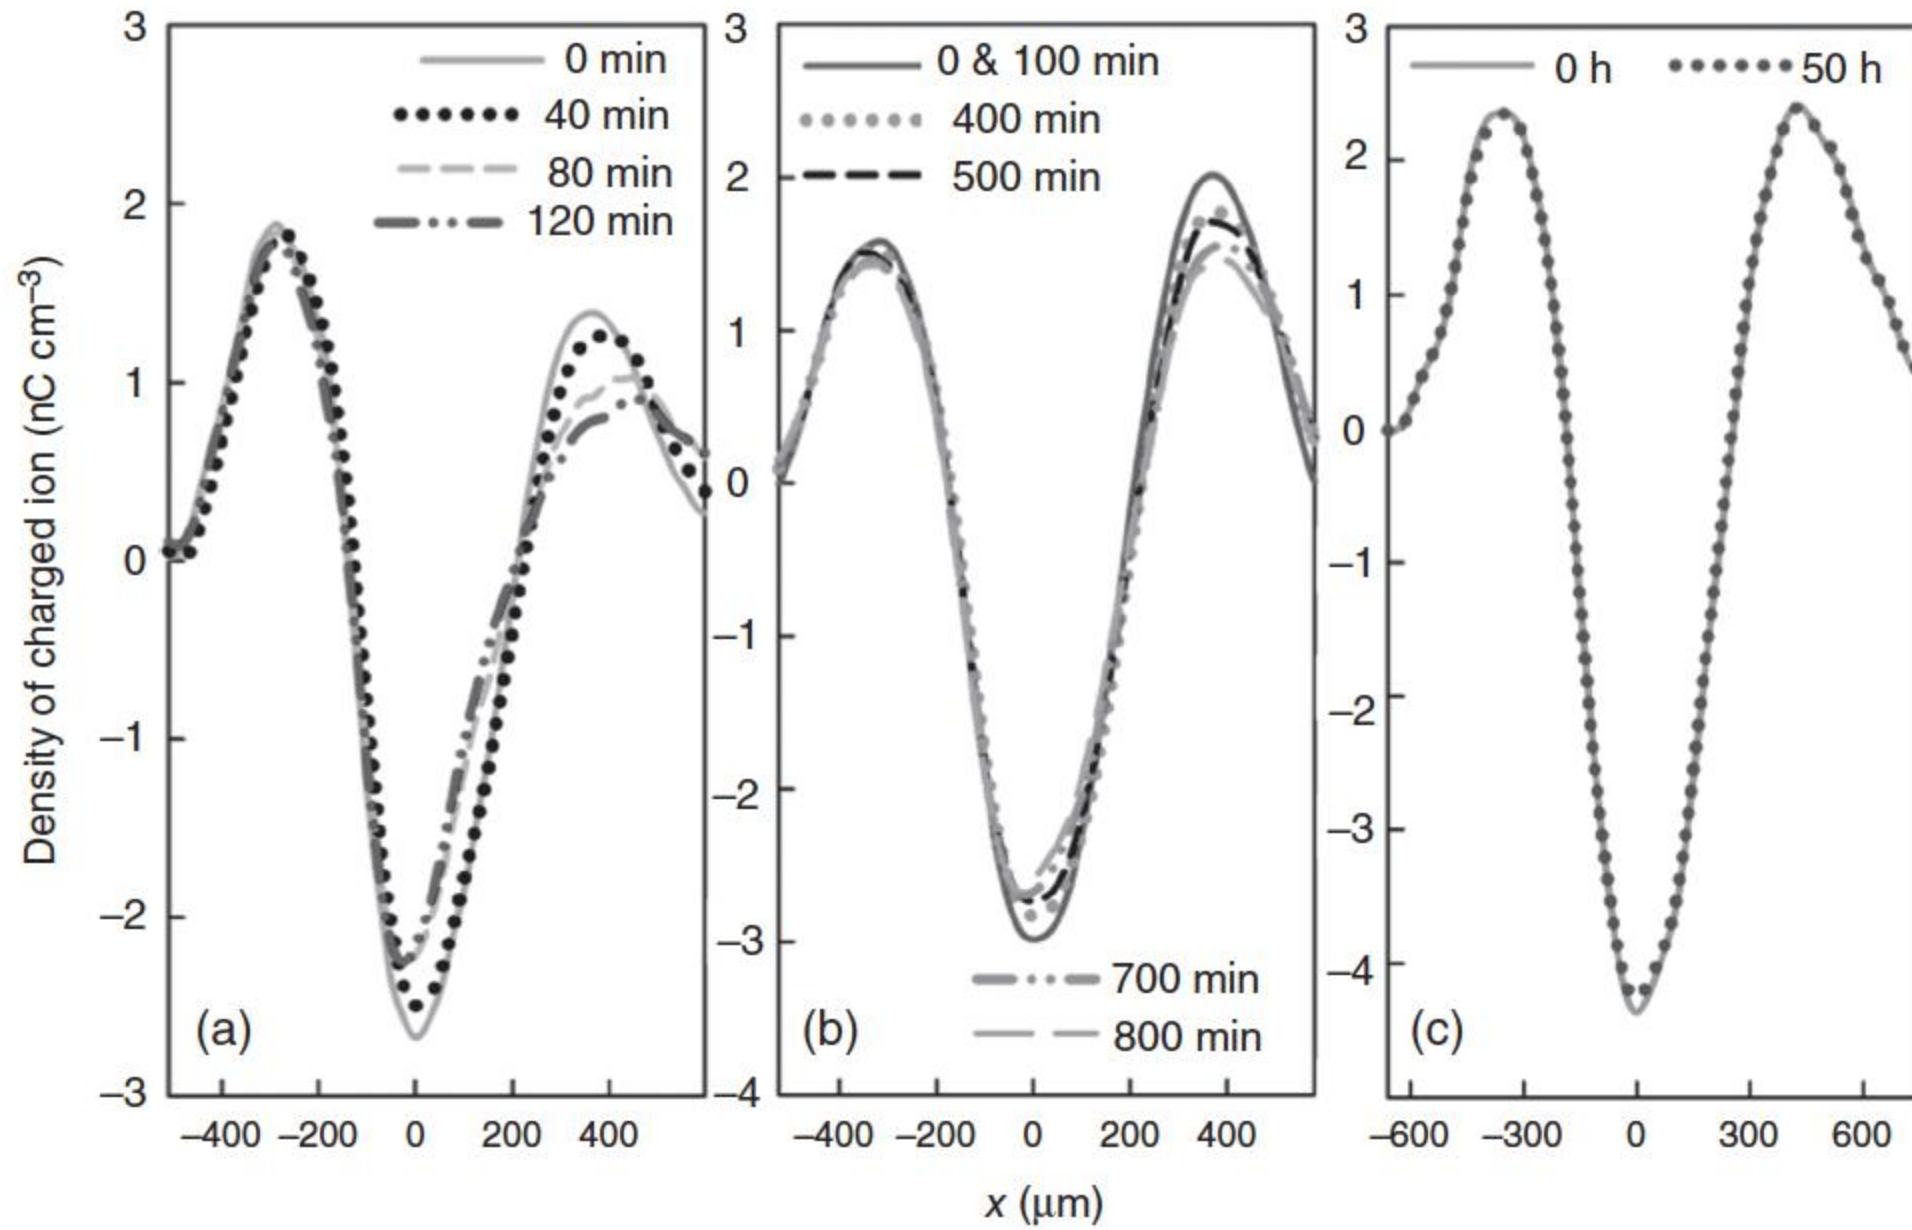 Density of charged ion (nC cm⁻³)
3
2
1
0
−1
−2
−3
0 min
40 min
80 min
120 min
(a)
−400 −200 0 200 400
3
2
1
0
−1
−2
−3
−4
0 & 100 min
400 min
500 min
700 min
800 min
(b)
−400 −200 0 200 400
3
2
1
0
−1
−2
−3
−4
0 h 50 h
(c)
−600 −300 0 300 600
x (μm)